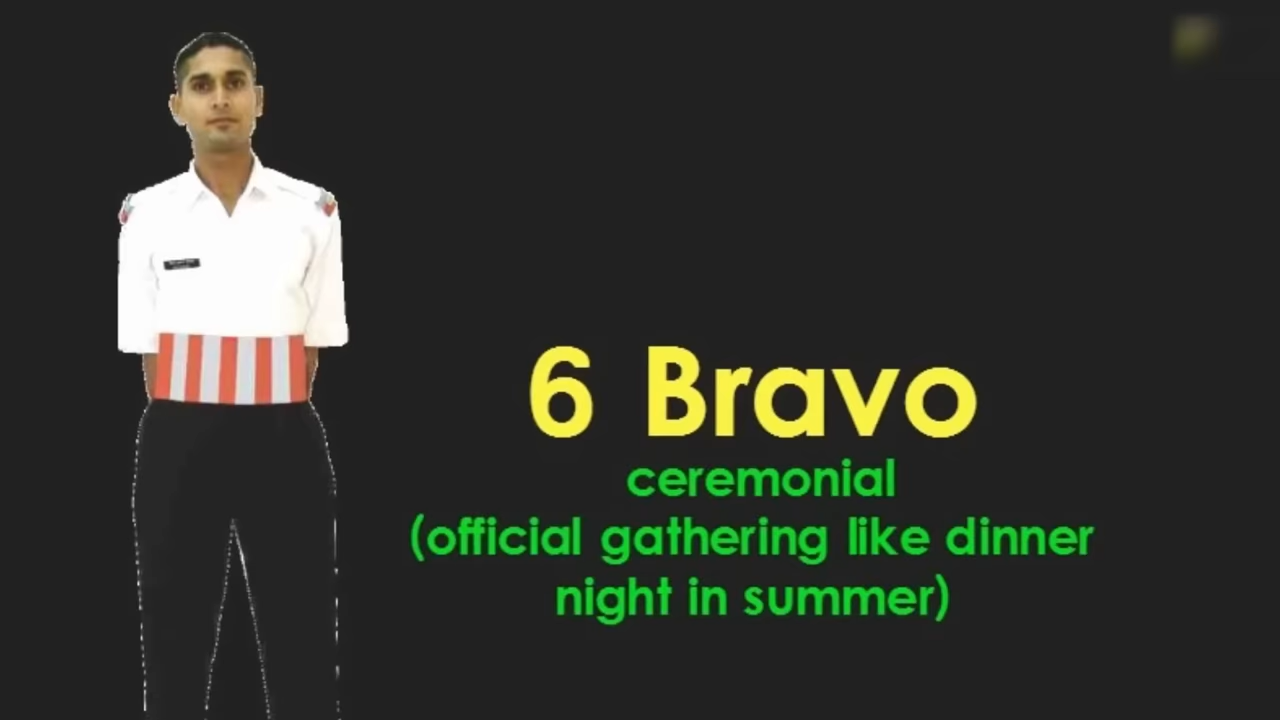 6 Bravo
ceremonial
(official gathering like dinner
night in summer)